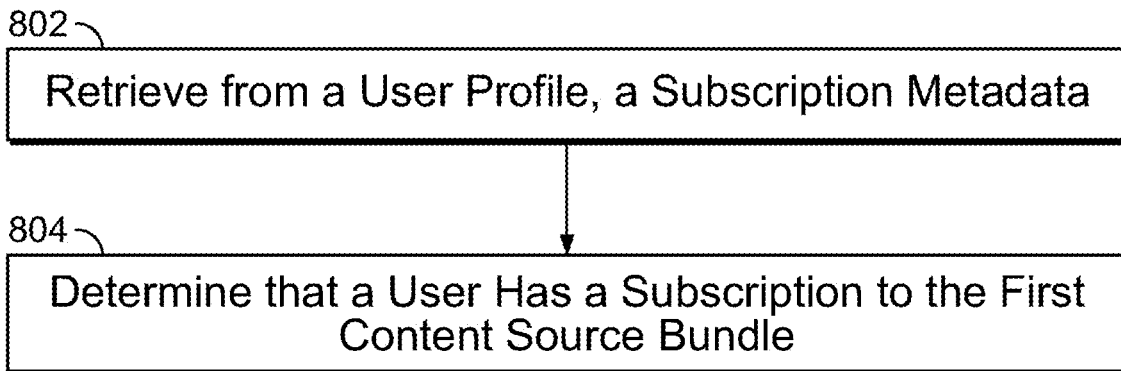 802
Retrieve from a User Profile, a Subscription Metadata
804
Determine that a User Has a Subscription to the First
Content Source Bundle